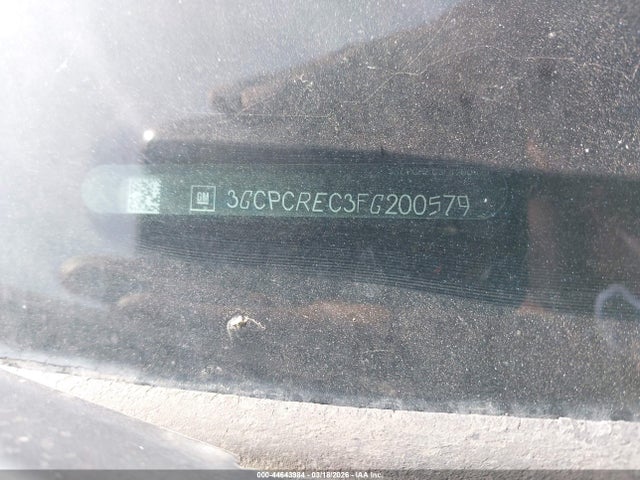 GM 3GCPCREC3FG200579
000-44643984 - 03/18/2026 - IAA Inc.